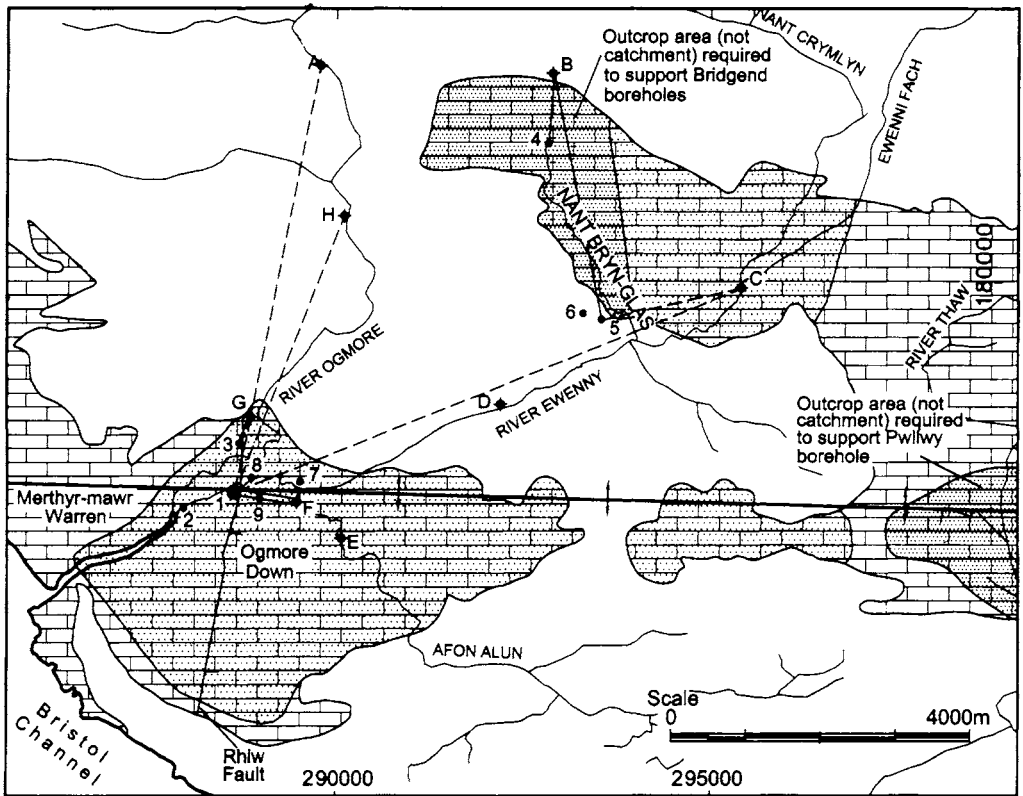 NANT CRYMLYN
A
B
Outcrop area (not
catchment) required
to support Bridgend
boreholes
EWENNI FACH
4
H
NANT BRYN-GLAS
180000
C
RIVER THAW
6
5
RIVER OGMORE
D
RIVER EWENNY
G
3
Outcrop area (not
catchment) required
to support Pwllwy
borehole
8
7
Merthyr-mawr
Warren
1
2
9
F
E
Ogmore
Down
AFON ALUN
Bristol
Channel
Scale
0
4000m
Rhiw
Fault
290000
295000